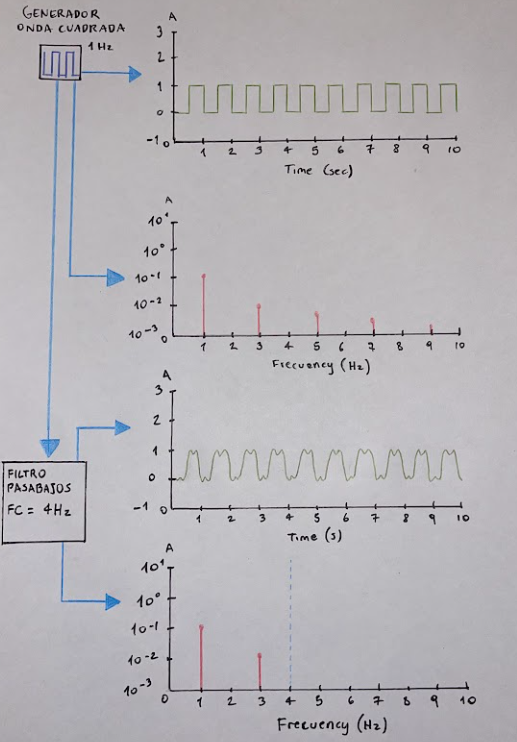 GENERADOR
ONDA CUADRADA
1 Hz
A
3
2
1
0
-1
0 1 2 3 4 5 6 7 8 9 10
Time (sec)
A
10¹
10⁰
10⁻¹
10⁻²
10⁻³
0 1 2 3 4 5 6 7 8 9 10
Frecuency (Hz)
A
3
2
1
0
-1
0 1 2 3 4 5 6 7 8 9 10
Time (s)
FILTRO
PASABAJOS
FC = 4Hz
A
10¹
10⁰
10⁻¹
10⁻²
10⁻³
0 1 2 3 4 5 6 7 8 9 10
Frecuency (Hz)